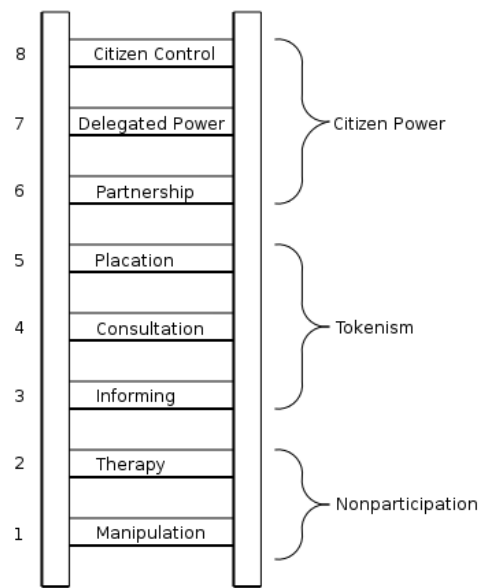 8 Citizen Control
7 Delegated Power
Citizen Power
6 Partnership
5 Placation
4 Consultation
Tokenism
3 Informing
2 Therapy
Nonparticipation
1 Manipulation